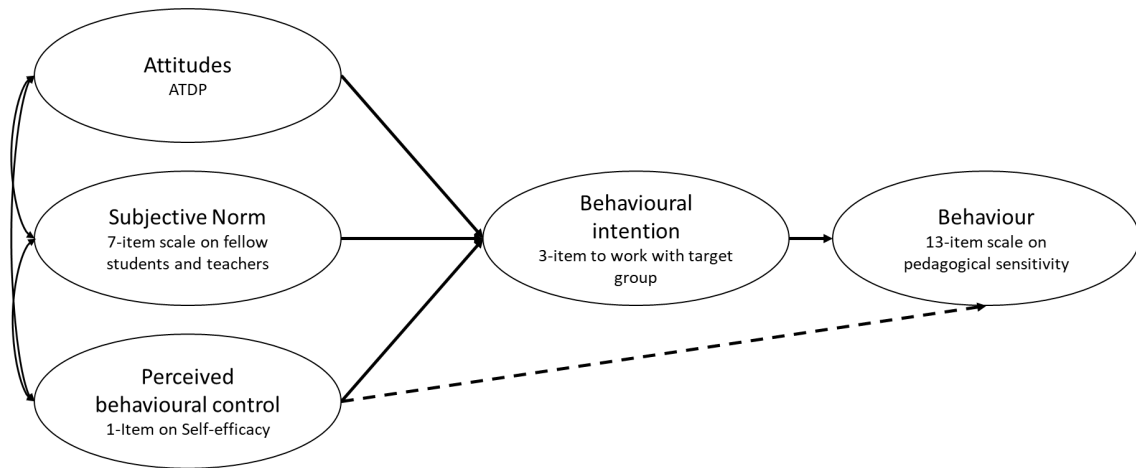 Attitudes
ATDP
Subjective Norm
7-item scale on fellow
students and teachers
Perceived
behavioural control
1-Item on Self-efficacy
Behavioural
intention
3-item to work with target
group
Behaviour
13-item scale on
pedagogical sensitivity